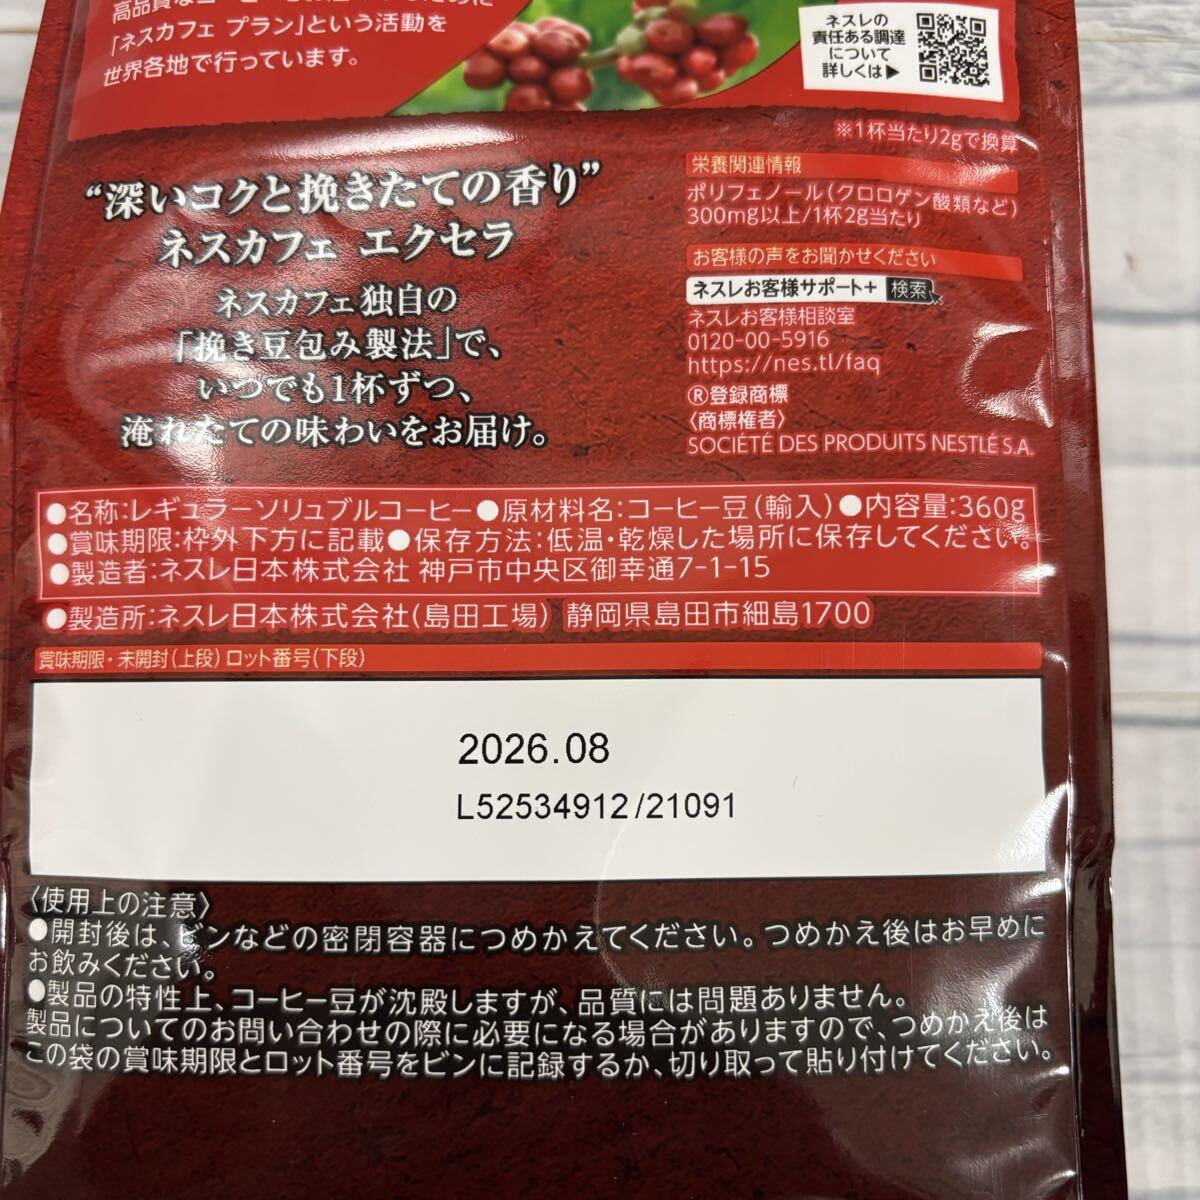 「ネスカフェ プラン」という活動を
世界各地で行っています。
ネスレの
責任ある調達
について
詳しくは▶
※1杯当たり2gで換算
“深いコクと挽きたての香り”
ネスカフェ エクセラ
ネスカフェ独自の
「挽き豆包み製法」で、
いつでも1杯ずつ、
淹れたての味わいをお届け。
栄養関連情報
ポリフェノール(クロロゲン酸類など)
300mg以上/1杯2g当たり
お客様の声をお聞かせください
ネスレお客様サポート+ 検索
ネスレお客様相談室
0120-00-5916
https://nes.tl/faq
®登録商標
〈商標権者〉
SOCIÉTÉ DES PRODUITS NESTLÉ S.A.
●名称:レギュラーソリュブルコーヒー●原材料名:コーヒー豆(輸入)●内容量:360g
●賞味期限:枠外下方に記載●保存方法:低温・乾燥した場所に保存してください。
●製造者:ネスレ日本株式会社 神戸市中央区御幸通7-1-15
●製造所:ネスレ日本株式会社(島田工場) 静岡県島田市細島1700
賞味期限・未開封(上段)ロット番号(下段)
2026.08
L52534912/21091
〈使用上の注意〉
●開封後は、ビンなどの密閉容器につめかえてください。つめかえ後はお早めに
お飲みください。
●製品の特性上、コーヒー豆が沈殿しますが、品質には問題ありません。
製品についてのお問い合わせの際に必要になる場合がありますので、つめかえ後は
この袋の賞味期限とロット番号をビンに記録するか、切り取って貼り付けてください。